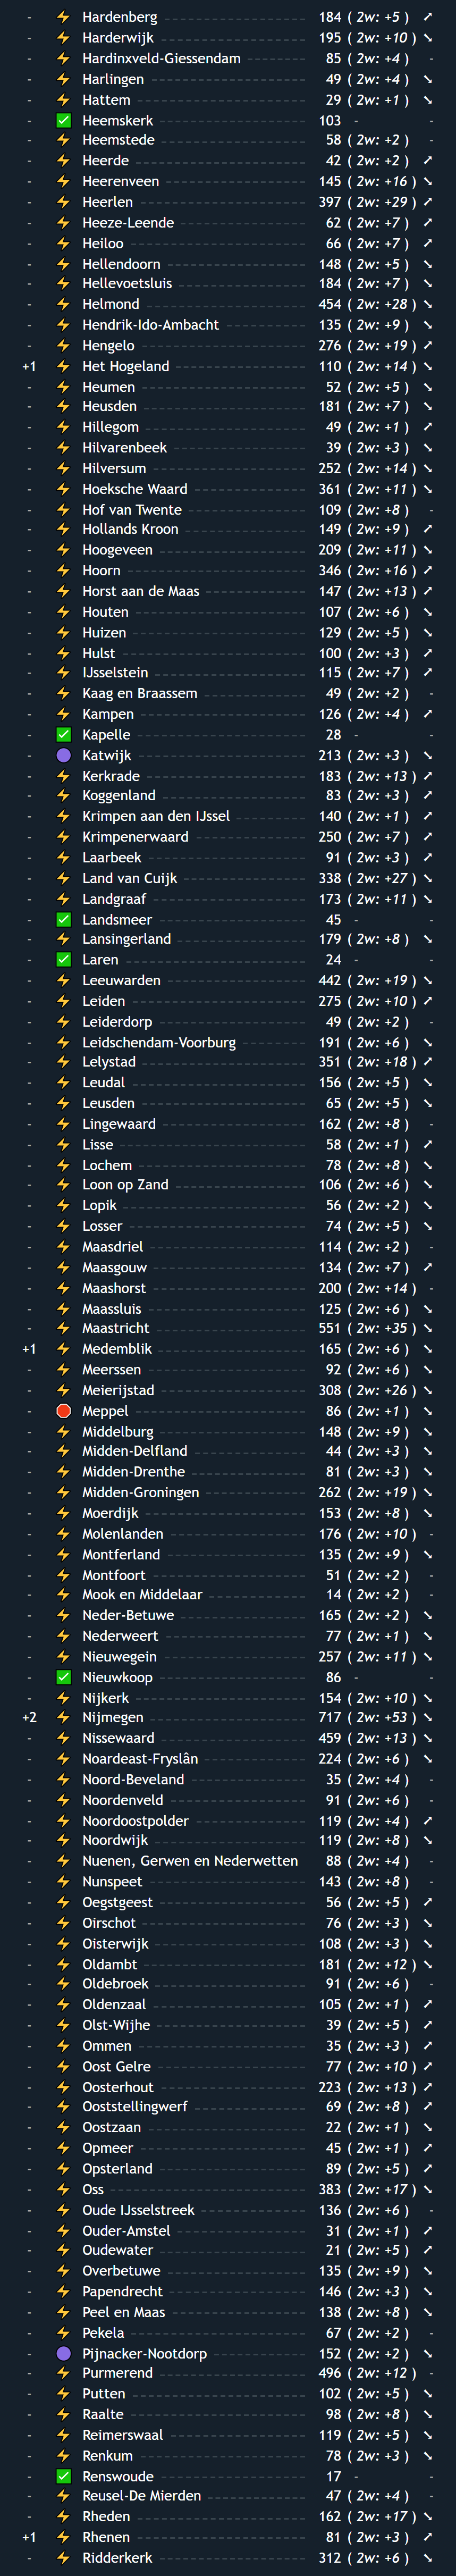 - ⚡ Hardenberg 184 ( 2w: +5 ) ↗
- ⚡ Harderwijk 195 ( 2w: +10 ) ↘
- ⚡ Hardinxveld-Giessendam 85 ( 2w: +4 ) -
- ⚡ Harlingen 49 ( 2w: +4 ) ↘
- ⚡ Hattem 29 ( 2w: +1 ) ↘
- ✅ Heemskerk 103 - -
- ⚡ Heemstede 58 ( 2w: +2 ) -
- ⚡ Heerde 42 ( 2w: +2 ) ↗
- ⚡ Heerenveen 145 ( 2w: +16 ) ↘
- ⚡ Heerlen 397 ( 2w: +29 ) ↗
- ⚡ Heeze-Leende 62 ( 2w: +7 ) ↗
- ⚡ Heiloo 66 ( 2w: +7 ) ↗
- ⚡ Hellendoorn 148 ( 2w: +5 ) ↘
- ⚡ Hellevoetsluis 184 ( 2w: +7 ) ↘
- ⚡ Helmond 454 ( 2w: +28 ) ↘
- ⚡ Hendrik-Ido-Ambacht 135 ( 2w: +9 ) ↘
- ⚡ Hengelo 276 ( 2w: +19 ) ↗
+1 ⚡ Het Hogeland 110 ( 2w: +14 ) ↘
- ⚡ Heumen 52 ( 2w: +5 ) ↘
- ⚡ Heusden 181 ( 2w: +7 ) ↘
- ⚡ Hillegom 49 ( 2w: +1 ) ↗
- ⚡ Hilvarenbeek 39 ( 2w: +3 ) ↘
- ⚡ Hilversum 252 ( 2w: +14 ) ↘
- ⚡ Hoeksche Waard 361 ( 2w: +11 ) ↘
- ⚡ Hof van Twente 109 ( 2w: +8 ) -
- ⚡ Hollands Kroon 149 ( 2w: +9 ) ↗
- ⚡ Hoogeveen 209 ( 2w: +11 ) ↘
- ⚡ Hoorn 346 ( 2w: +16 ) ↗
- ⚡ Horst aan de Maas 147 ( 2w: +13 ) ↗
- ⚡ Houten 107 ( 2w: +6 ) ↘
- ⚡ Huizen 129 ( 2w: +5 ) ↘
- ⚡ Hulst 100 ( 2w: +3 ) ↗
- ⚡ IJsselstein 115 ( 2w: +7 ) ↗
- ⚡ Kaag en Braassem 49 ( 2w: +2 ) -
- ⚡ Kampen 126 ( 2w: +4 ) ↗
- ✅ Kapelle 28 - -
- 🟣 Katwijk 213 ( 2w: +3 ) ↘
- ⚡ Kerkrade 183 ( 2w: +13 ) ↗
- ⚡ Koggenland 83 ( 2w: +3 ) ↗
- ⚡ Krimpen aan den IJssel 140 ( 2w: +1 ) ↗
- ⚡ Krimpenerwaard 250 ( 2w: +7 ) ↗
- ⚡ Laarbeek 91 ( 2w: +3 ) ↗
- ⚡ Land van Cuijk 338 ( 2w: +27 ) ↘
- ⚡ Landgraaf 173 ( 2w: +11 ) ↘
- ✅ Landsmeer 45 - -
- ⚡ Lansingerland 179 ( 2w: +8 ) ↘
- ✅ Laren 24 - -
- ⚡ Leeuwarden 442 ( 2w: +19 ) ↘
- ⚡ Leiden 275 ( 2w: +10 ) ↗
- ⚡ Leiderdorp 49 ( 2w: +2 ) -
- ⚡ Leidschendam-Voorburg 191 ( 2w: +6 ) ↘
- ⚡ Lelystad 351 ( 2w: +18 ) ↗
- ⚡ Leudal 156 ( 2w: +5 ) ↘
- ⚡ Leusden 65 ( 2w: +5 ) ↘
- ⚡ Lingewaard 162 ( 2w: +8 ) -
- ⚡ Lisse 58 ( 2w: +1 ) ↗
- ⚡ Lochem 78 ( 2w: +8 ) ↘
- ⚡ Loon op Zand 106 ( 2w: +6 ) ↘
- ⚡ Lopik 56 ( 2w: +2 ) ↘
- ⚡ Losser 74 ( 2w: +5 ) ↘
- ⚡ Maasdriel 114 ( 2w: +2 ) -
- ⚡ Maasgouw 134 ( 2w: +7 ) ↗
- ⚡ Maashorst 200 ( 2w: +14 ) -
- ⚡ Maassluis 125 ( 2w: +6 ) ↘
- ⚡ Maastricht 551 ( 2w: +35 ) ↘
+1 ⚡ Medemblik 165 ( 2w: +6 ) ↘
- ⚡ Meerssen 92 ( 2w: +6 ) ↘
- ⚡ Meierijstad 308 ( 2w: +26 ) ↘
- 🛑 Meppel 86 ( 2w: +1 ) ↘
- ⚡ Middelburg 148 ( 2w: +9 ) ↘
- ⚡ Midden-Delfland 44 ( 2w: +3 ) ↘
- ⚡ Midden-Drenthe 81 ( 2w: +3 ) ↘
- ⚡ Midden-Groningen 262 ( 2w: +19 ) ↘
- ⚡ Moerdijk 153 ( 2w: +8 ) ↘
- ⚡ Molenlanden 176 ( 2w: +10 ) -
- ⚡ Montferland 135 ( 2w: +9 ) ↘
- ⚡ Montfoort 51 ( 2w: +2 ) -
- ⚡ Mook en Middelaar 14 ( 2w: +2 ) -
- ⚡ Neder-Betuwe 165 ( 2w: +2 ) ↘
- ⚡ Nederweert 77 ( 2w: +1 ) ↘
- ⚡ Nieuwegein 257 ( 2w: +11 ) ↘
- ✅ Nieuwkoop 86 - -
- ⚡ Nijkerk 154 ( 2w: +10 ) ↘
+2 ⚡ Nijmegen 717 ( 2w: +53 ) ↘
- ⚡ Nissewaard 459 ( 2w: +13 ) ↘
- ⚡ Noardeast-Fryslân 224 ( 2w: +6 ) ↘
- ⚡ Noord-Beveland 35 ( 2w: +4 ) -
- ⚡ Noordenveld 91 ( 2w: +6 ) -
- ⚡ Noordoostpolder 119 ( 2w: +4 ) ↗
- ⚡ Noordwijk 119 ( 2w: +8 ) ↘
- ⚡ Nuenen, Gerwen en Nederwetten 88 ( 2w: +4 ) -
- ⚡ Nunspeet 143 ( 2w: +8 ) -
- ⚡ Oegstgeest 56 ( 2w: +5 ) ↗
- ⚡ Oirschot 76 ( 2w: +3 ) ↘
- ⚡ Oisterwijk 108 ( 2w: +3 ) ↘
- ⚡ Oldambt 181 ( 2w: +12 ) ↘
- ⚡ Oldebroek 91 ( 2w: +6 ) -
- ⚡ Oldenzaal 105 ( 2w: +1 ) ↗
- ⚡ Olst-Wijhe 39 ( 2w: +5 ) ↗
- ⚡ Ommen 35 ( 2w: +3 ) ↗
- ⚡ Oost Gelre 77 ( 2w: +10 ) ↗
- ⚡ Oosterhout 223 ( 2w: +13 ) ↗
- ⚡ Ooststellingwerf 69 ( 2w: +8 ) ↗
- ⚡ Oostzaan 22 ( 2w: +1 ) ↘
- ⚡ Opmeer 45 ( 2w: +1 ) ↗
- ⚡ Opsterland 89 ( 2w: +5 ) ↗
- ⚡ Oss 383 ( 2w: +17 ) ↘
- ⚡ Oude IJsselstreek 136 ( 2w: +6 ) -
- ⚡ Ouder-Amstel 31 ( 2w: +1 ) ↗
- ⚡ Oudewater 21 ( 2w: +5 ) ↗
- ⚡ Overbetuwe 135 ( 2w: +9 ) ↘
- ⚡ Papendrecht 146 ( 2w: +3 ) ↘
- ⚡ Peel en Maas 138 ( 2w: +8 ) ↘
- ⚡ Pekela 67 ( 2w: +2 ) -
- 🟣 Pijnacker-Nootdorp 152 ( 2w: +2 ) ↘
- ⚡ Purmerend 496 ( 2w: +12 ) -
- ⚡ Putten 102 ( 2w: +5 ) ↘
- ⚡ Raalte 98 ( 2w: +8 ) ↘
- ⚡ Reimerswaal 119 ( 2w: +5 ) ↘
- ⚡ Renkum 78 ( 2w: +3 ) ↘
- ✅ Renswoude 17 - -
- ⚡ Reusel-De Mierden 47 ( 2w: +4 ) -
- ⚡ Rheden 162 ( 2w: +17 ) ↘
+1 ⚡ Rhenen 81 ( 2w: +3 ) ↗
- ⚡ Ridderkerk 312 ( 2w: +6 ) ↘